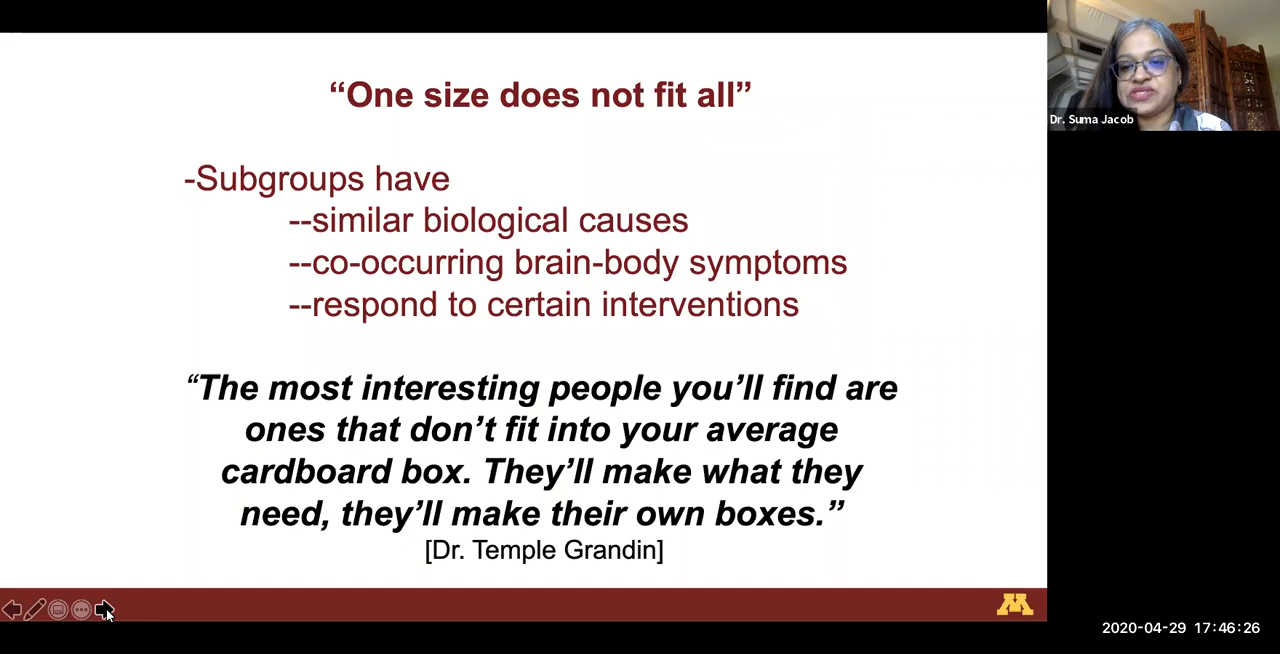 “One size does not fit all”
-Subgroups have
--similar biological causes
--co-occurring brain-body symptoms
--respond to certain interventions
“The most interesting people you’ll find are
ones that don’t fit into your average
cardboard box. They’ll make what they
need, they’ll make their own boxes.”
[Dr. Temple Grandin]
Dr. Suma Jacob
M
2020-04-29 17:46:26